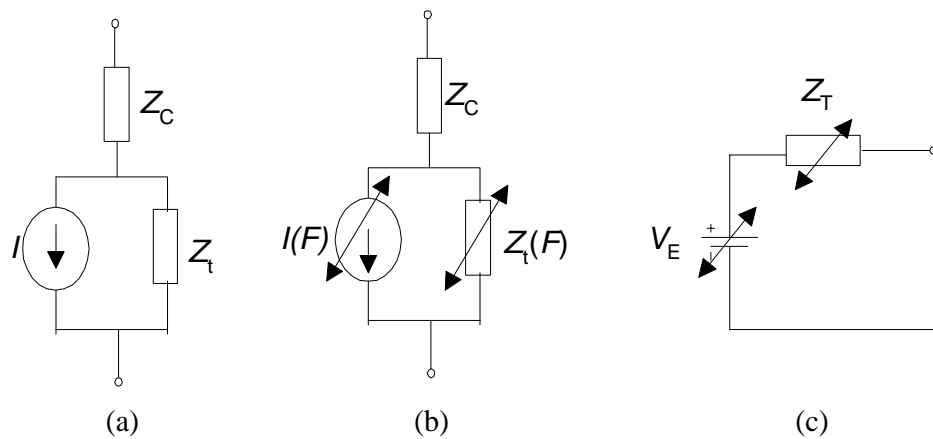 Z_C
I
Z_t
(a)
Z_C
I(F)
Z_t(F)
(b)
Z_T
V_E
+
−
(c)